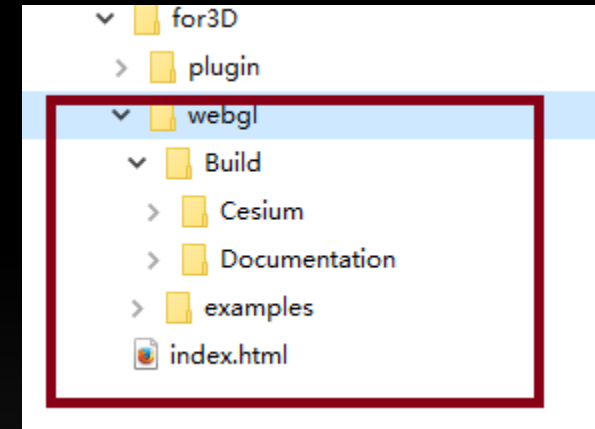 for3D
plugin
webgl
Build
Cesium
Documentation
examples
index.html